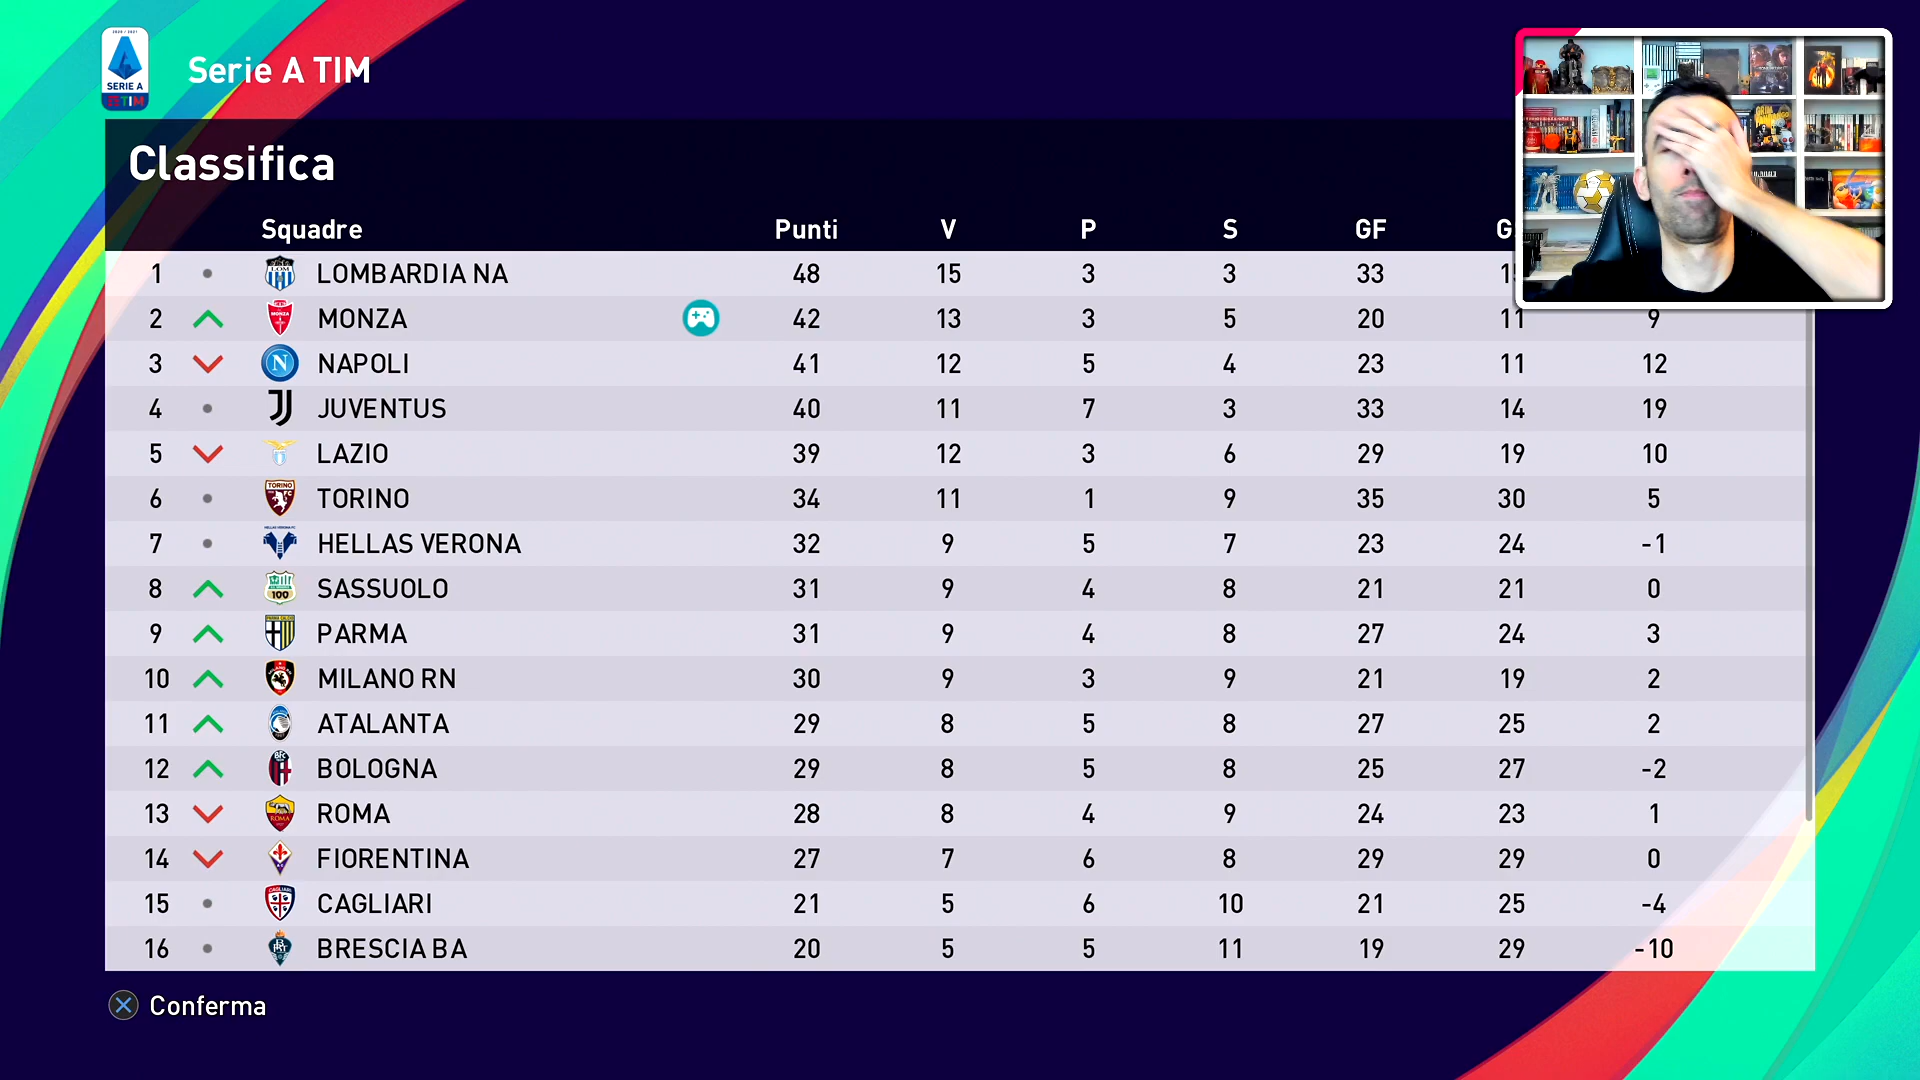 SERIE A
TIM
Serie A TIM
Classifica
Squadre Punti V P S GF
1 LOMBARDIA NA 48 15 3 3 33
2 MONZA 42 13 3 5 20 11 9
3 NAPOLI 41 12 5 4 23 11 12
4 JUVENTUS 40 11 7 3 33 14 19
5 LAZIO 39 12 3 6 29 19 10
6 TORINO 34 11 1 9 35 30 5
7 HELLAS VERONA 32 9 5 7 23 24 -1
8 SASSUOLO 31 9 4 8 21 21 0
9 PARMA 31 9 4 8 27 24 3
10 MILANO RN 30 9 3 9 21 19 2
11 ATALANTA 29 8 5 8 27 25 2
12 BOLOGNA 29 8 5 8 25 27 -2
13 ROMA 28 8 4 9 24 23 1
14 FIORENTINA 27 7 6 8 29 29 0
15 CAGLIARI 21 5 6 10 21 25 -4
16 BRESCIA BA 20 5 5 11 19 29 -10
Conferma